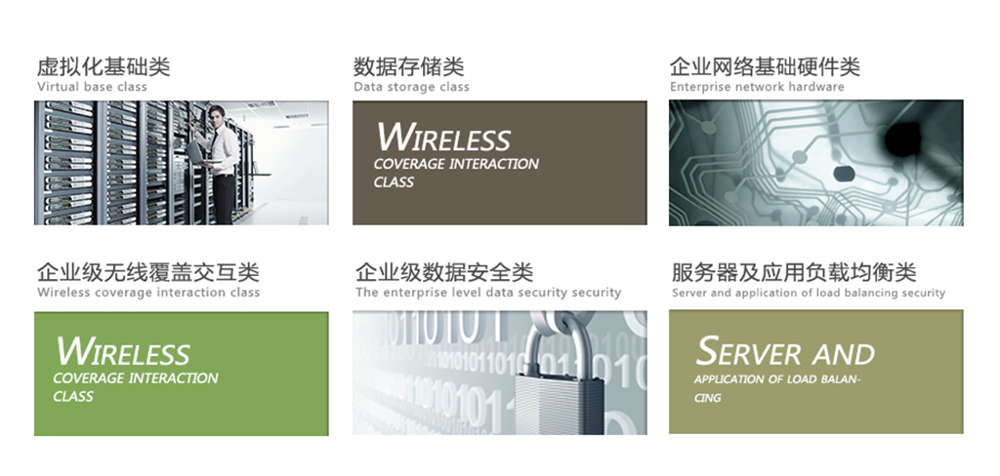 虚拟化基础类
Virtual base class
数据存储类
Data storage class
企业网络基础硬件类
Enterprise network hardware
WIRELESS
COVERAGE INTERACTION
CLASS
企业级无线覆盖交互类
Wireless coverage interaction class
企业级数据安全类
The enterprise level data security security
服务器及应用负载均衡类
Server and application of load balancing security
WIRELESS
COVERAGE INTERACTION
CLASS
SERVER AND
APPLICATION OF LOAD BALAN-
CING